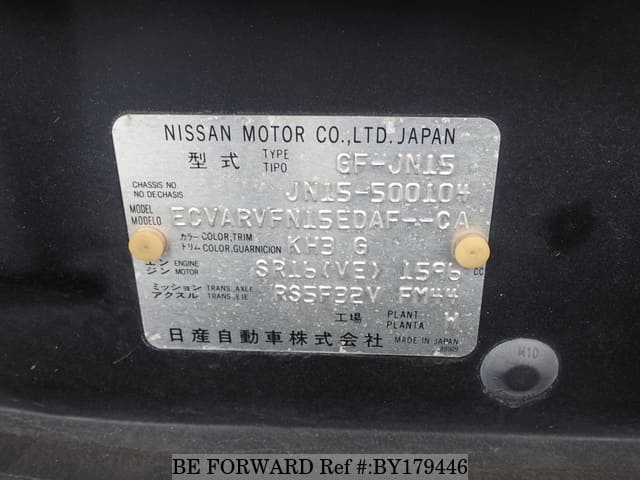 NISSAN MOTOR CO.,LTD. JAPAN
型式 TYPE TIPO GF-JN15
CHASSIS NO. NO.DE CHASIS JN15-500104
MODEL MODELO ECVARVFN15EDAF--CA
カラー COLOR,TRIM トリム COLOR,GUARNICION KH3 G
エンジン ENGINE MOTOR SR16(VE) 1596 CC
ミッション TRANS. AXLE アクスル TRANS. EJE RS5F32V FM44
工場 PLANT PLANTA W
日産自動車株式会社 MADE IN JAPAN
M10
BE FORWARD Ref #:BY179446